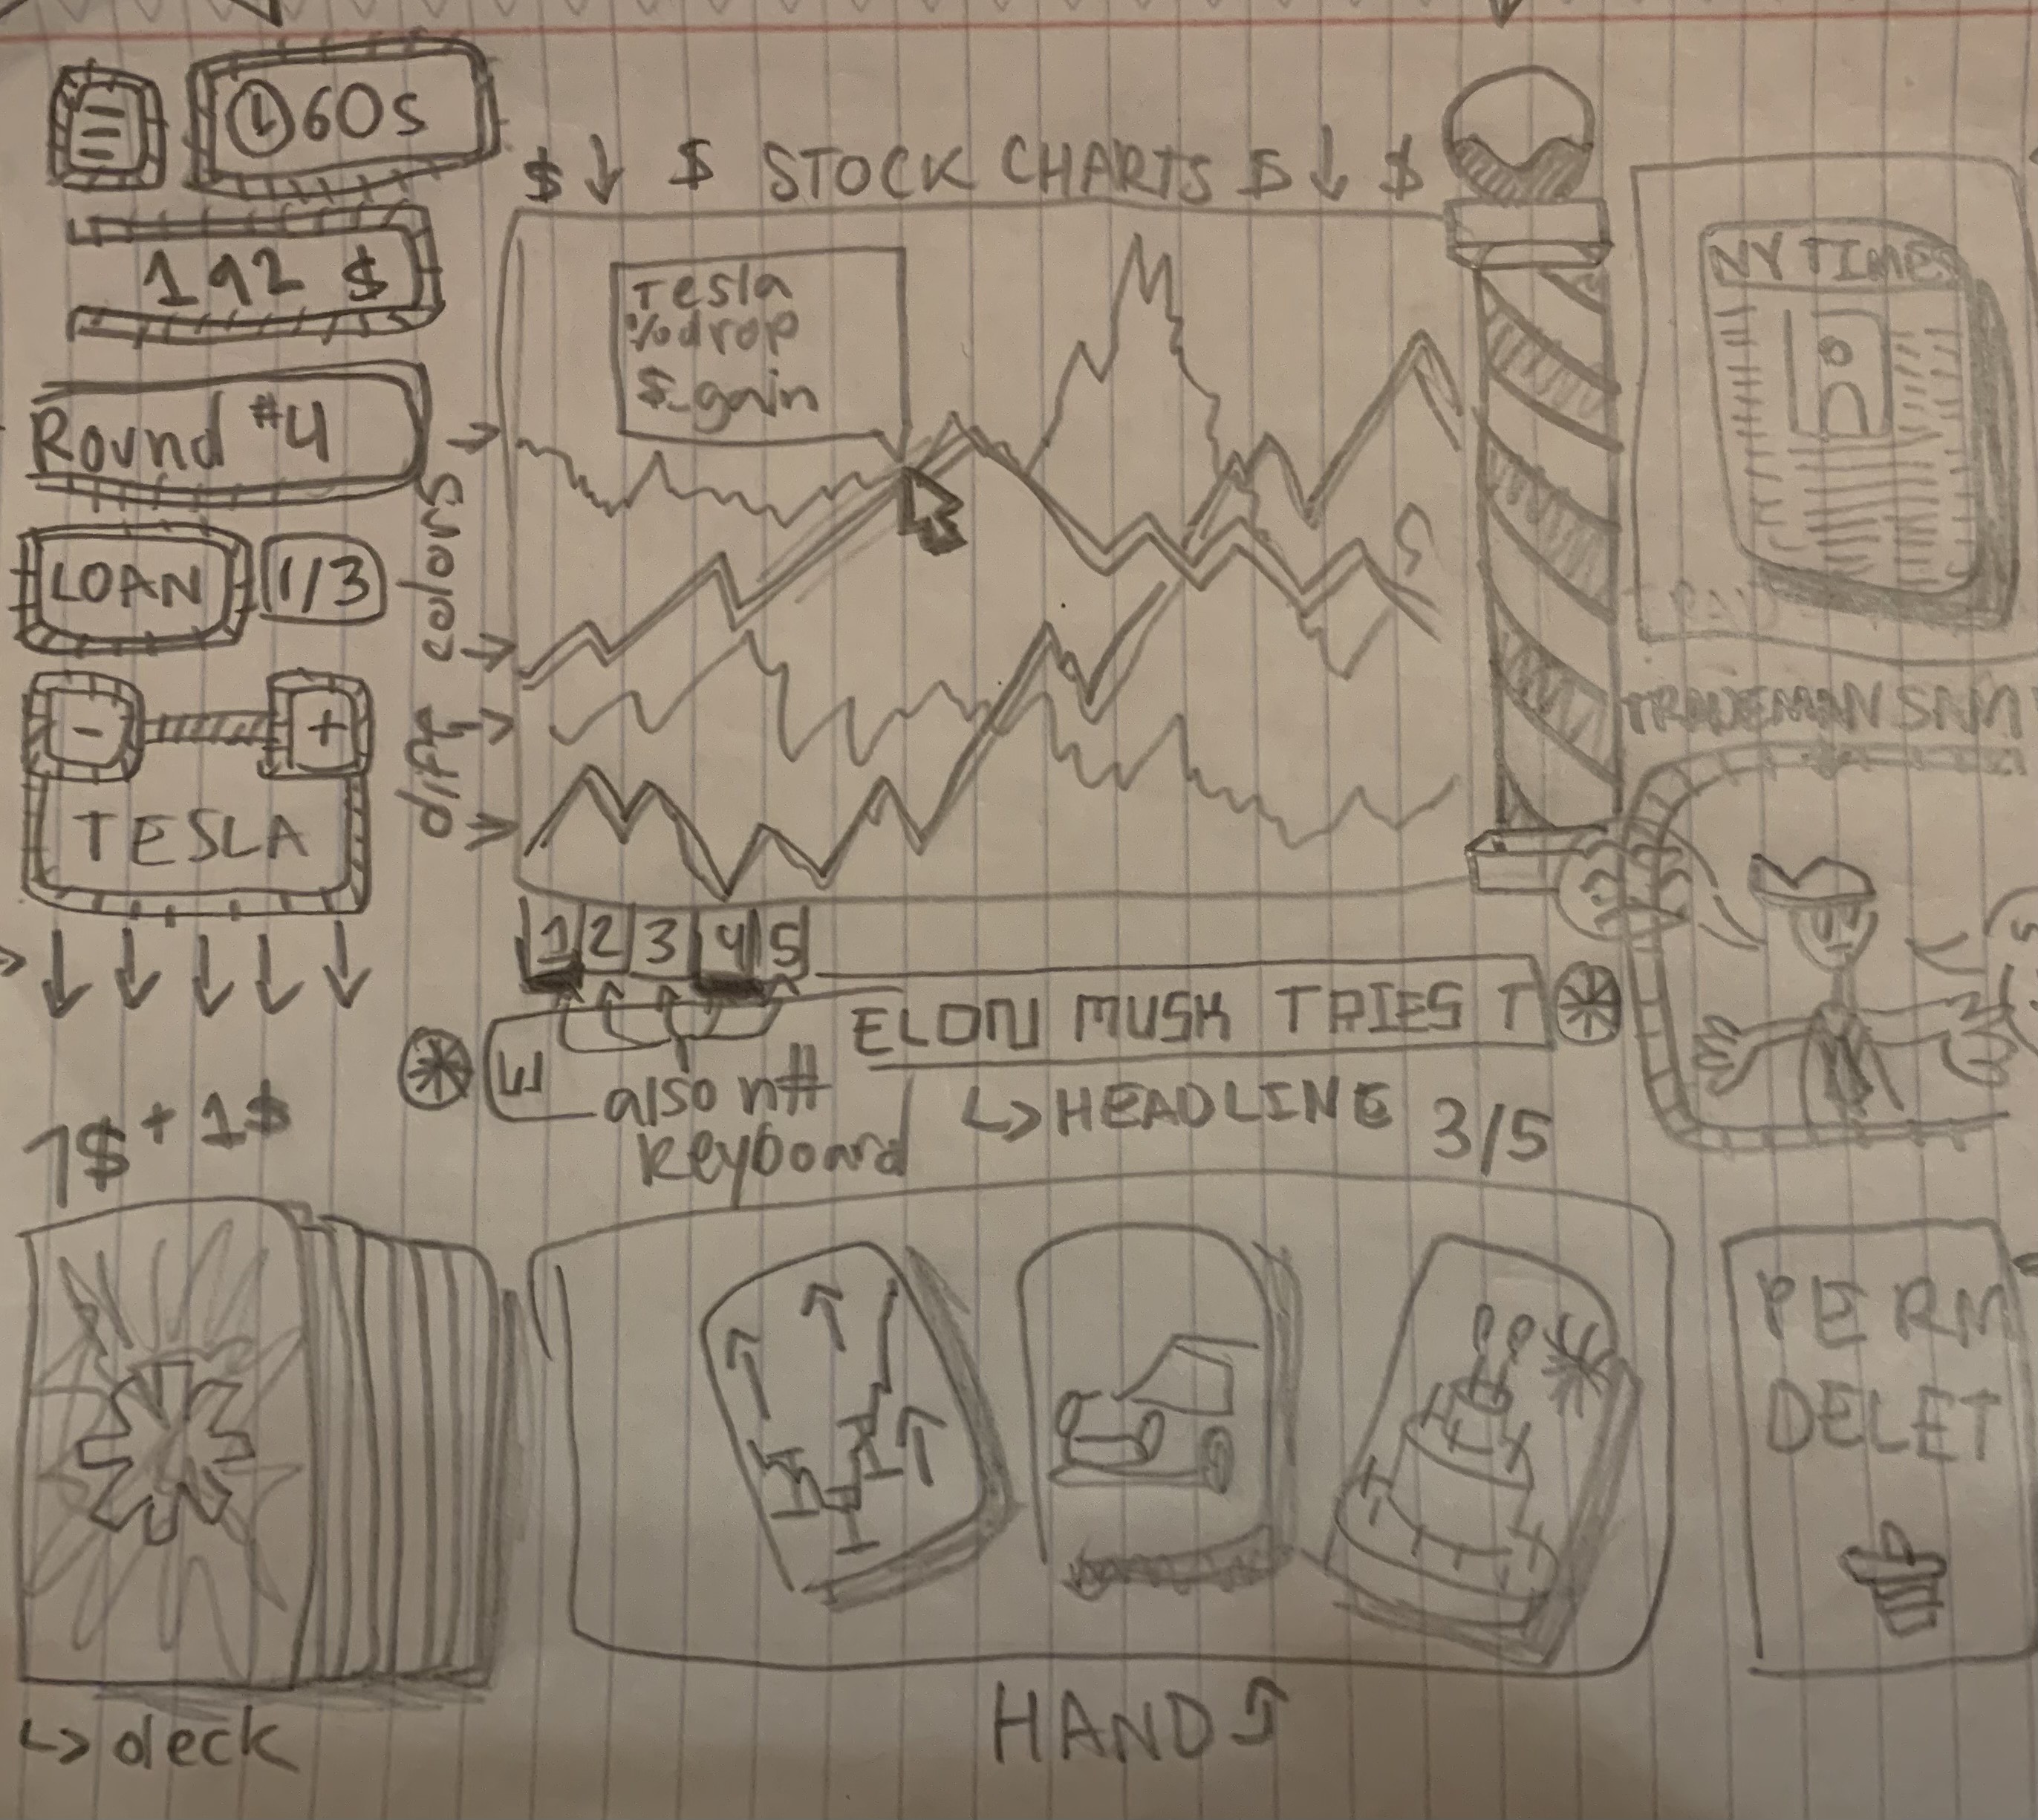 60s
192 $
Round #4
LOAN 1/3
- +
TESLA
$ ↓ $ STOCK CHARTS $ ↓ $
Tesla
%drop
$-gain
diff colors
1 2 3 4 5
E
ELON MUSK TRIES T
also n#
keyboard
↳ HEADLINE 3/5
NY TIMES
TRADEMAN SAM
1$ + 1$
↳ deck
HAND
PERM
DELET